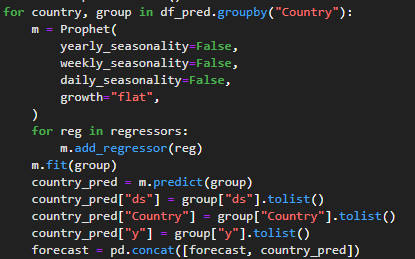 for country, group in df_pred.groupby("Country"):
    m = Prophet(
        yearly_seasonality=False,
        weekly_seasonality=False,
        daily_seasonality=False,
        growth="flat",
    )
    for reg in regressors:
        m.add_regressor(reg)
    m.fit(group)
    country_pred = m.predict(group)
    country_pred["ds"] = group["ds"].tolist()
    country_pred["Country"] = group["Country"].tolist()
    country_pred["y"] = group["y"].tolist()
    forecast = pd.concat([forecast, country_pred])